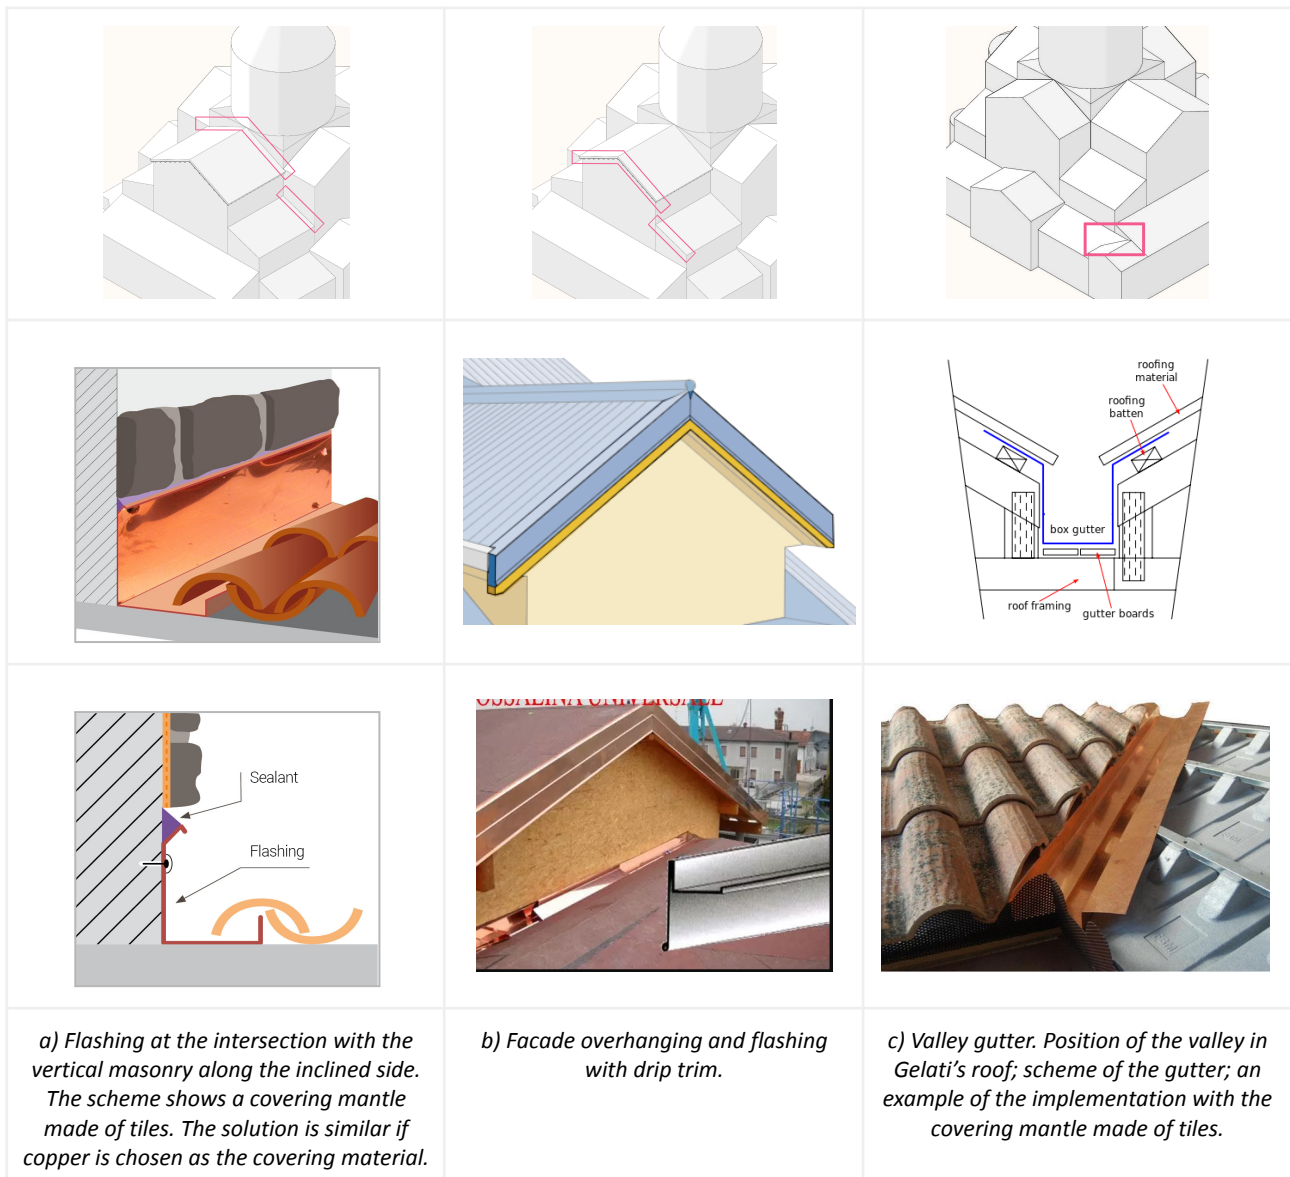 roofing
material
roofing
batten
box gutter
roof framing
gutter boards
Sealant
Flashing
OSSALINA UNIVERSALE
a) Flashing at the intersection with the
vertical masonry along the inclined side.
The scheme shows a covering mantle
made of tiles. The solution is similar if
copper is chosen as the covering material.
b) Facade overhanging and flashing
with drip trim.
c) Valley gutter. Position of the valley in
Gelati’s roof; scheme of the gutter; an
example of the implementation with the
covering mantle made of tiles.